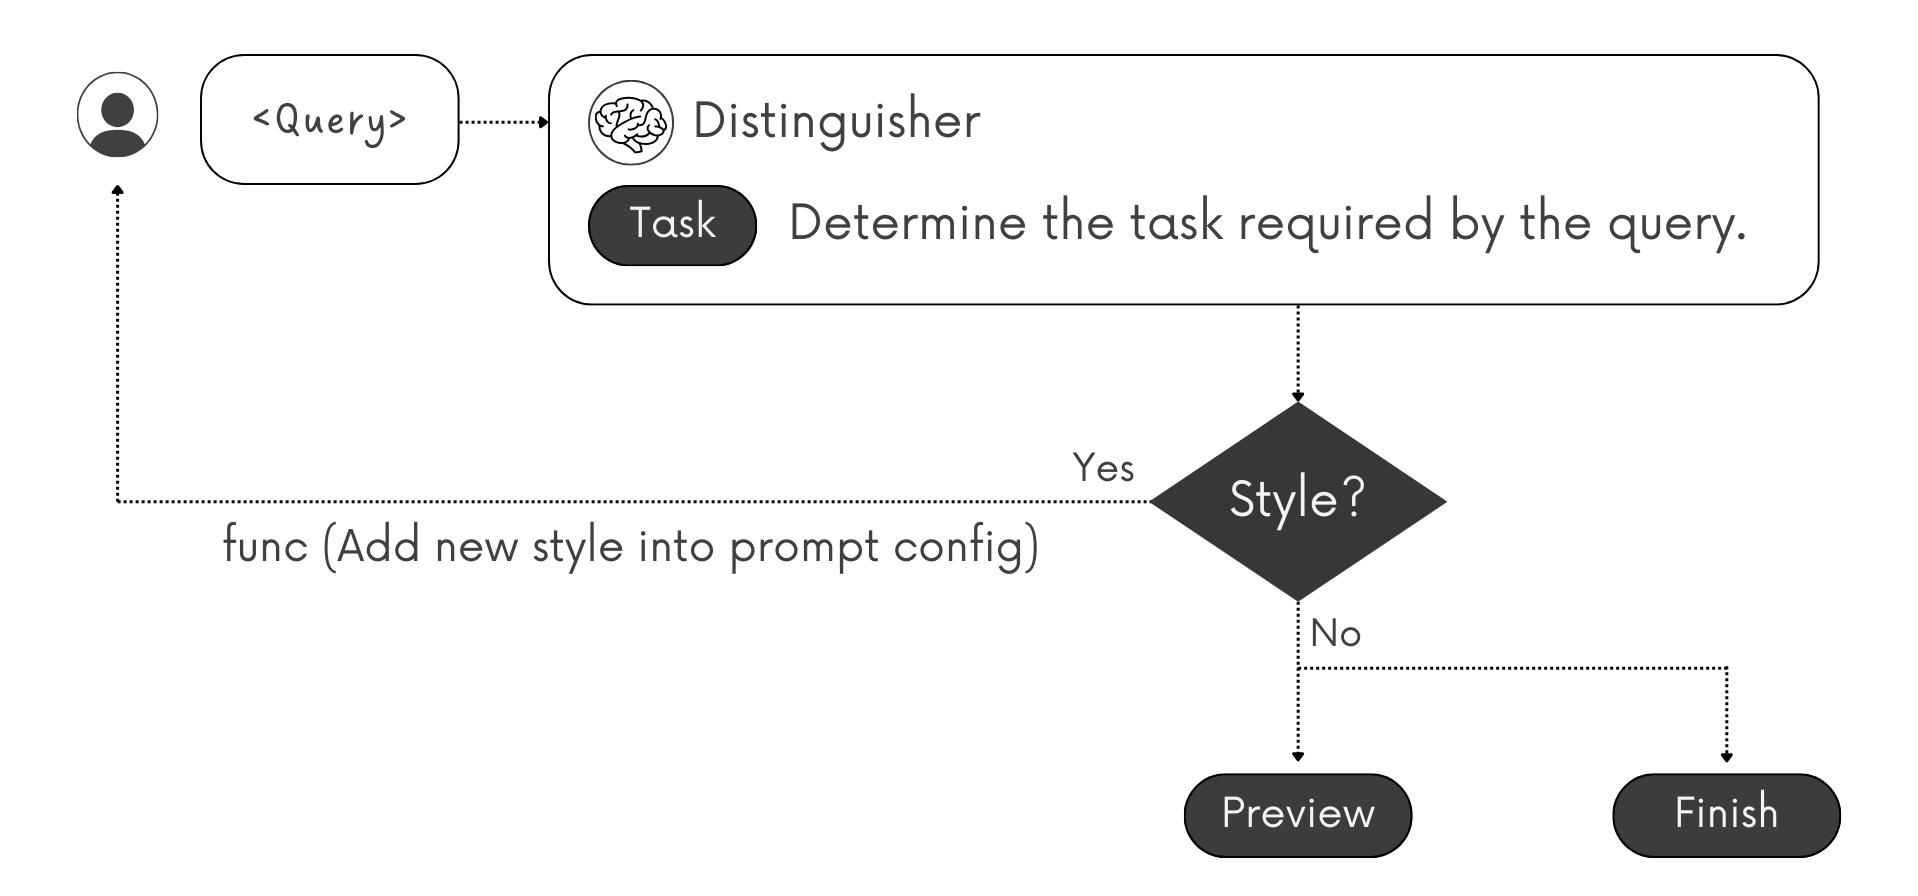 <Query>
Distinguisher
Task
Determine the task required by the query.
Yes
Style?
func (Add new style into prompt config)
No
Preview
Finish